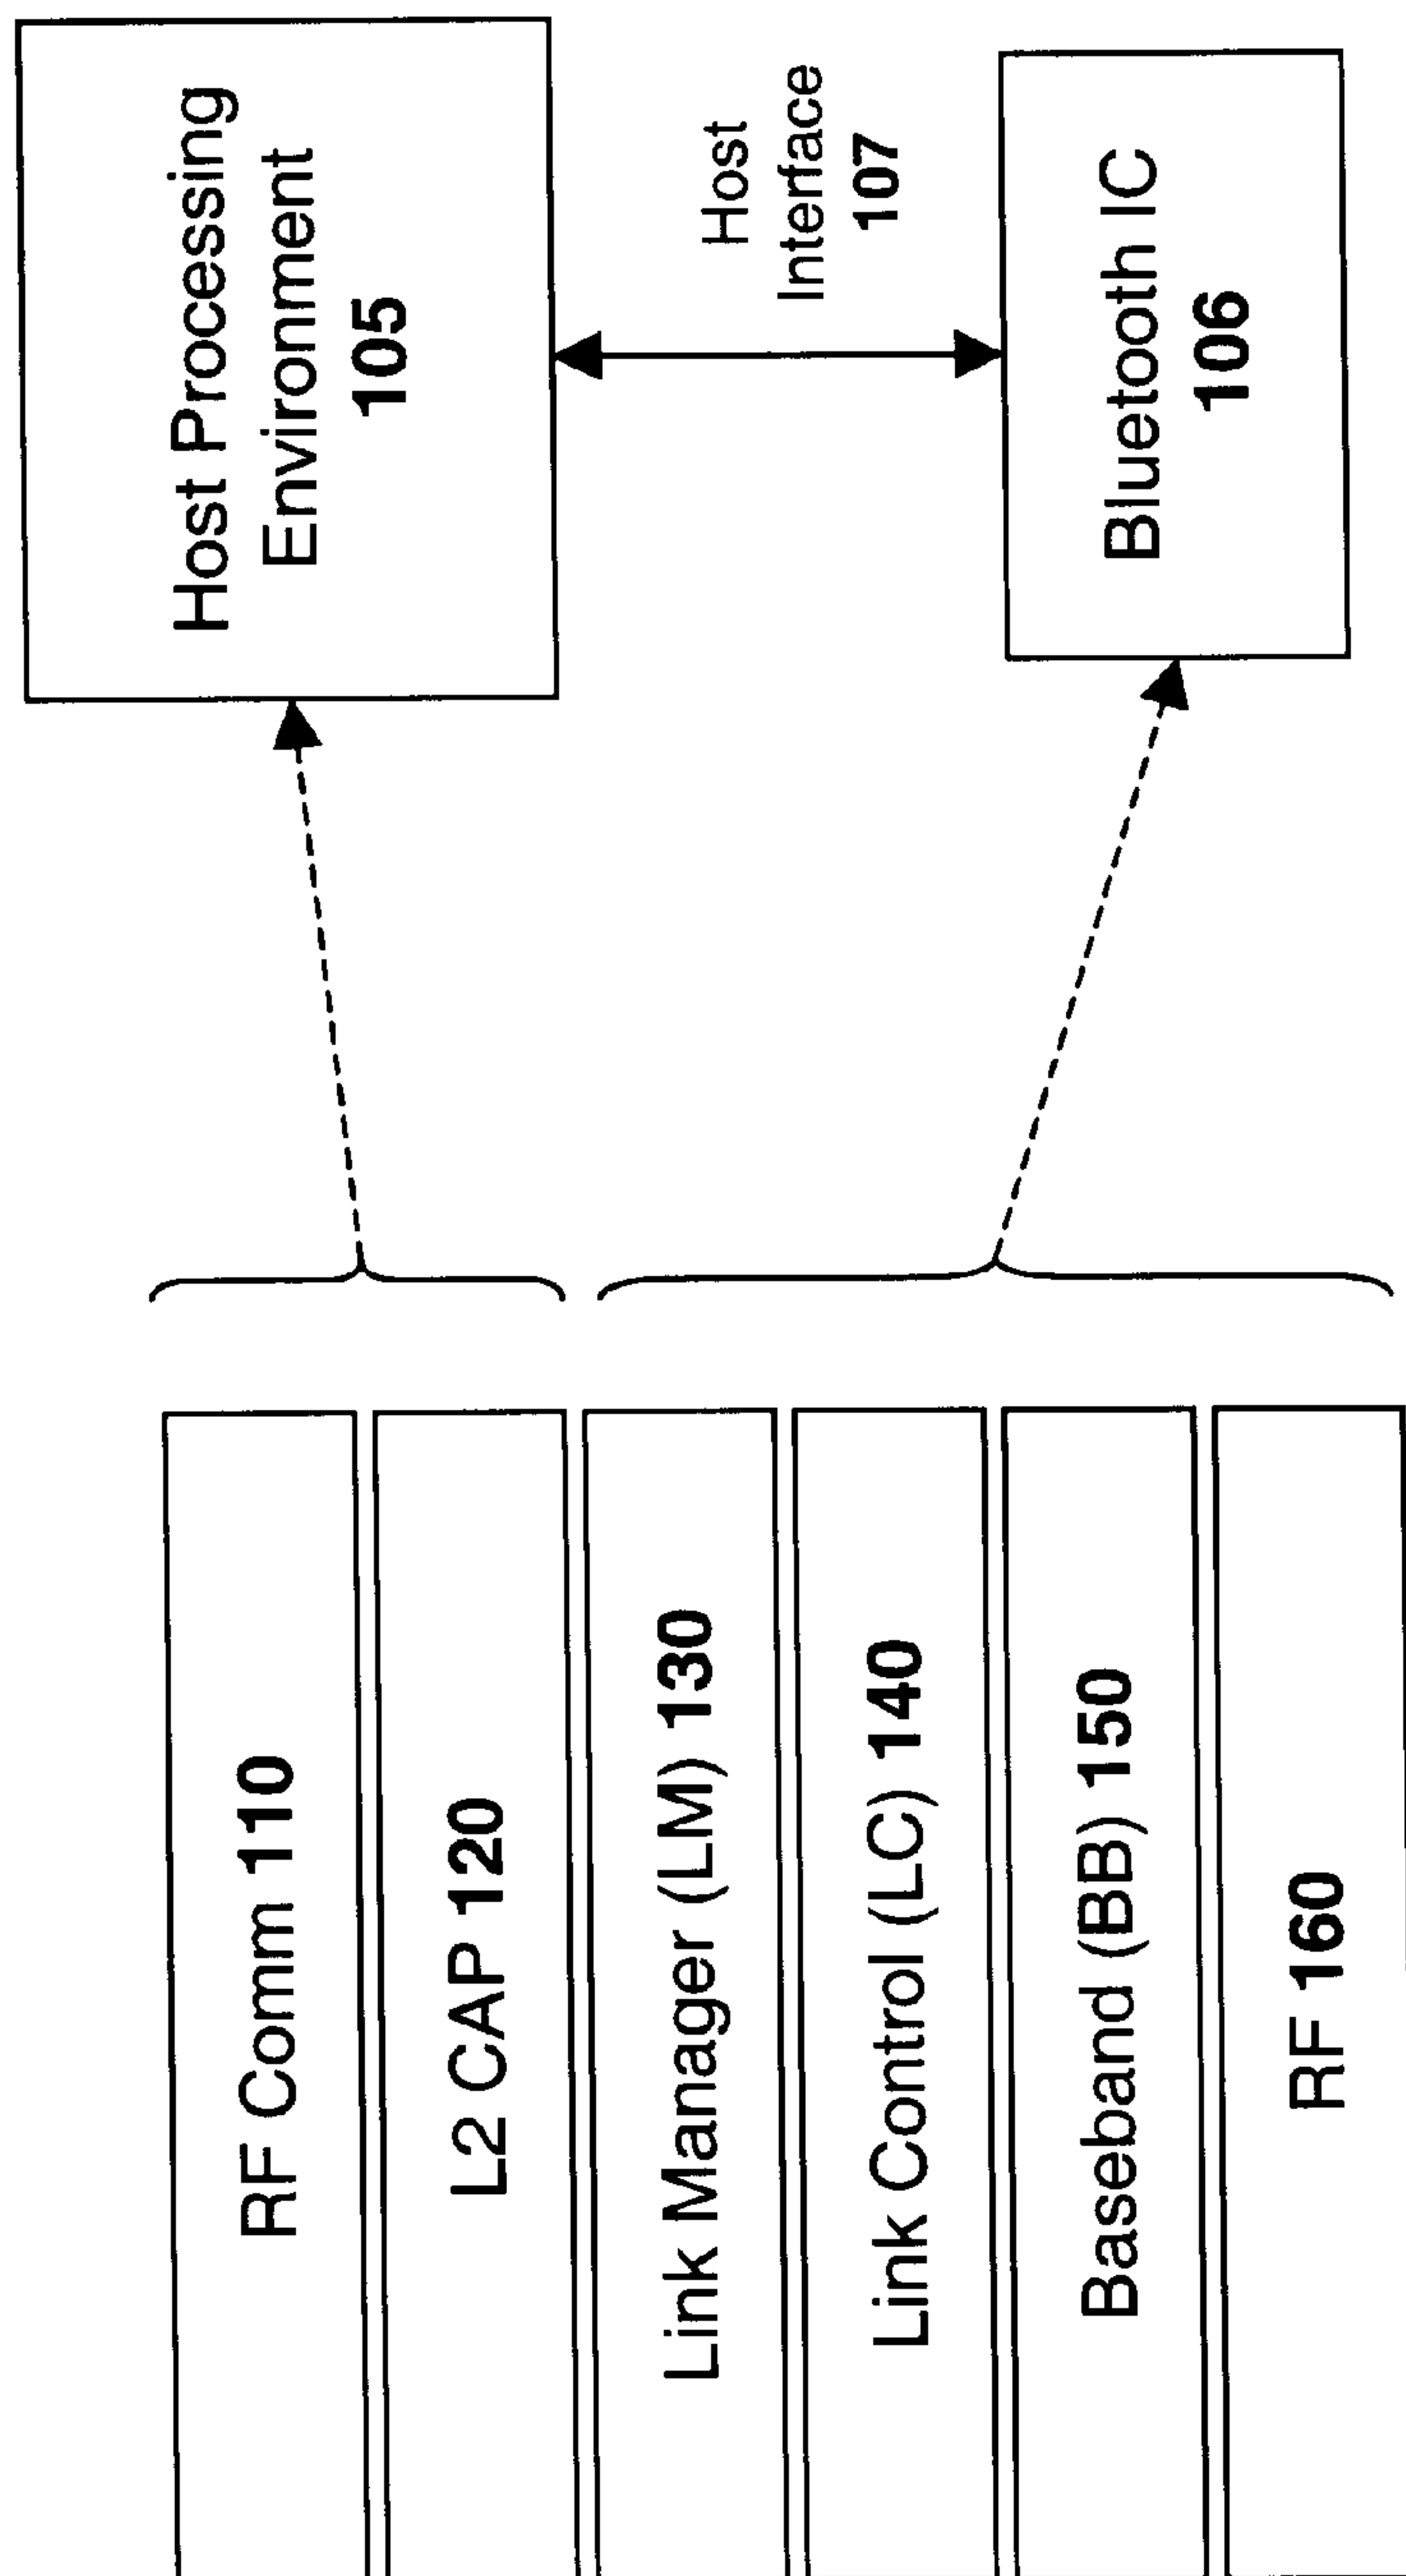 RF Comm 110
L2 CAP 120
Link Manager (LM) 130
Link Control (LC) 140
Baseband (BB) 150
RF 160
Host Processing
Environment
105
Host
Interface
107
Bluetooth IC
106